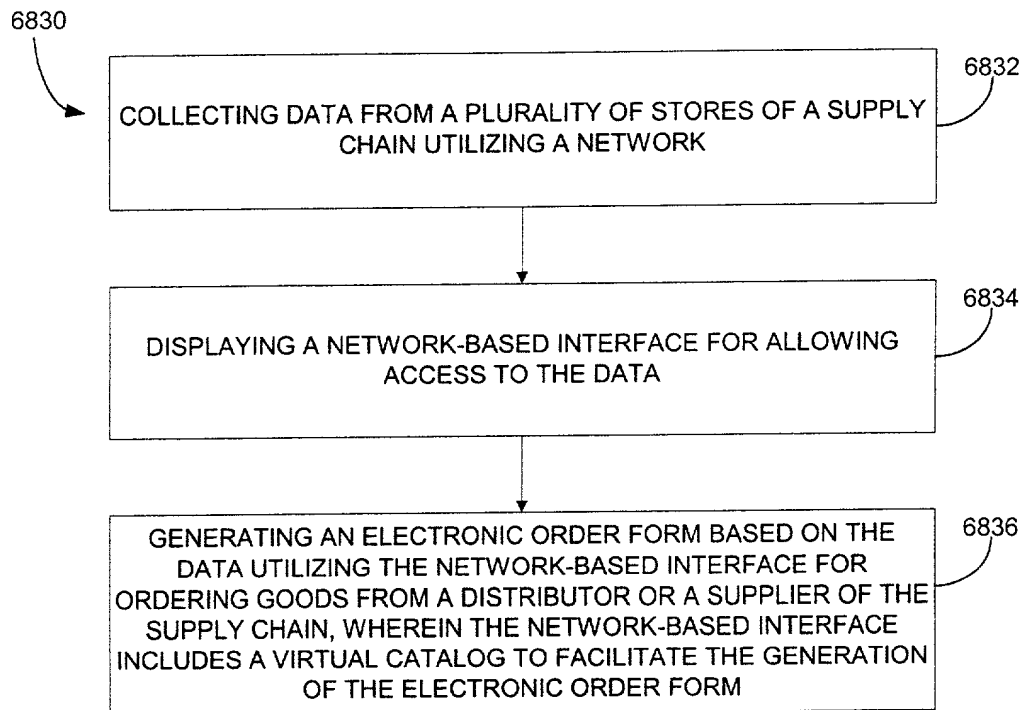 6830
6832
COLLECTING DATA FROM A PLURALITY OF STORES OF A SUPPLY
CHAIN UTILIZING A NETWORK
6834
DISPLAYING A NETWORK-BASED INTERFACE FOR ALLOWING
ACCESS TO THE DATA
6836
GENERATING AN ELECTRONIC ORDER FORM BASED ON THE
DATA UTILIZING THE NETWORK-BASED INTERFACE FOR
ORDERING GOODS FROM A DISTRIBUTOR OR A SUPPLIER OF THE
SUPPLY CHAIN, WHEREIN THE NETWORK-BASED INTERFACE
INCLUDES A VIRTUAL CATALOG TO FACILITATE THE GENERATION
OF THE ELECTRONIC ORDER FORM